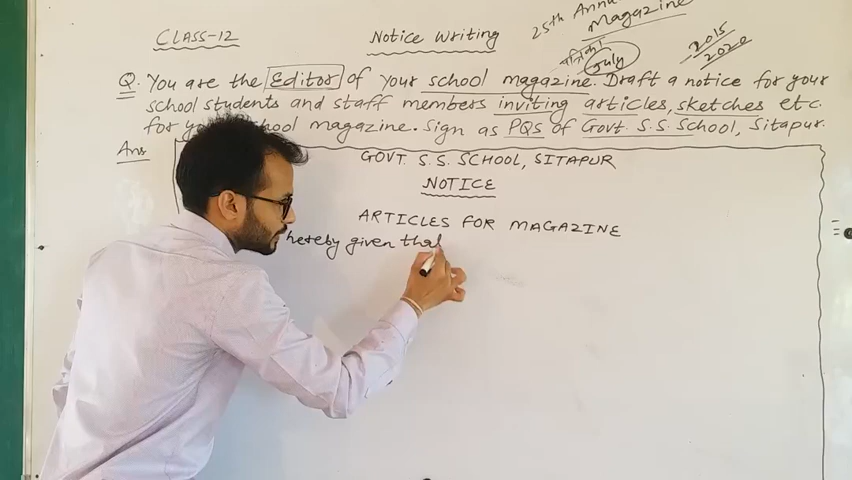 CLASS-12
Notice Writing
25th Annu
Magazine
पत्रिका
July
2015
2020
Q. You are the Editor of your school magazine. Draft a notice for your
school students and staff members inviting articles, sketches etc.
for your school magazine. Sign as PQS of Govt. S.S. School, Sitapur.
Ans
GOVT. S.S. SCHOOL, SITAPUR
NOTICE
ARTICLES FOR MAGAZINE
hereby given that